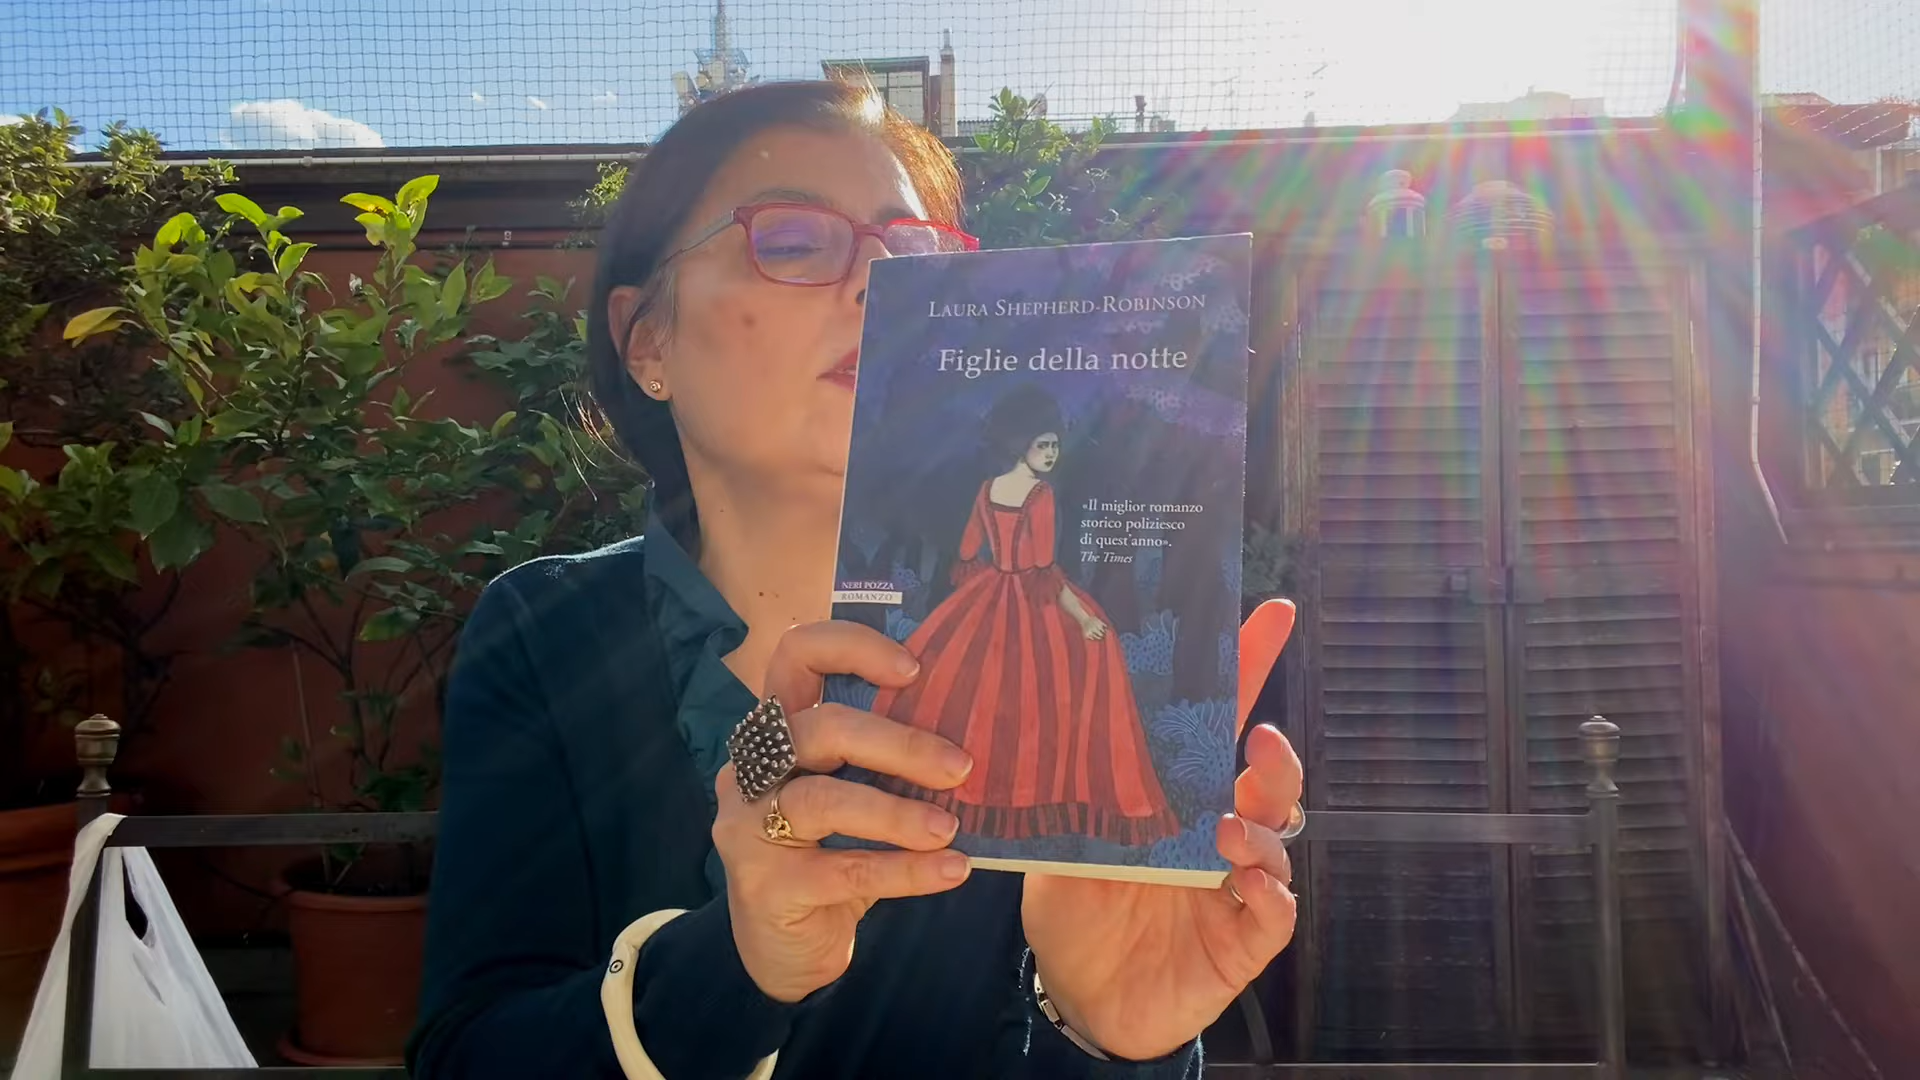 LAURA SHEPHERD-ROBINSON
Figlie della notte
«Il miglior romanzo
storico poliziesco
di quest'anno».
The Times
NERI POZZA
ROMANZO